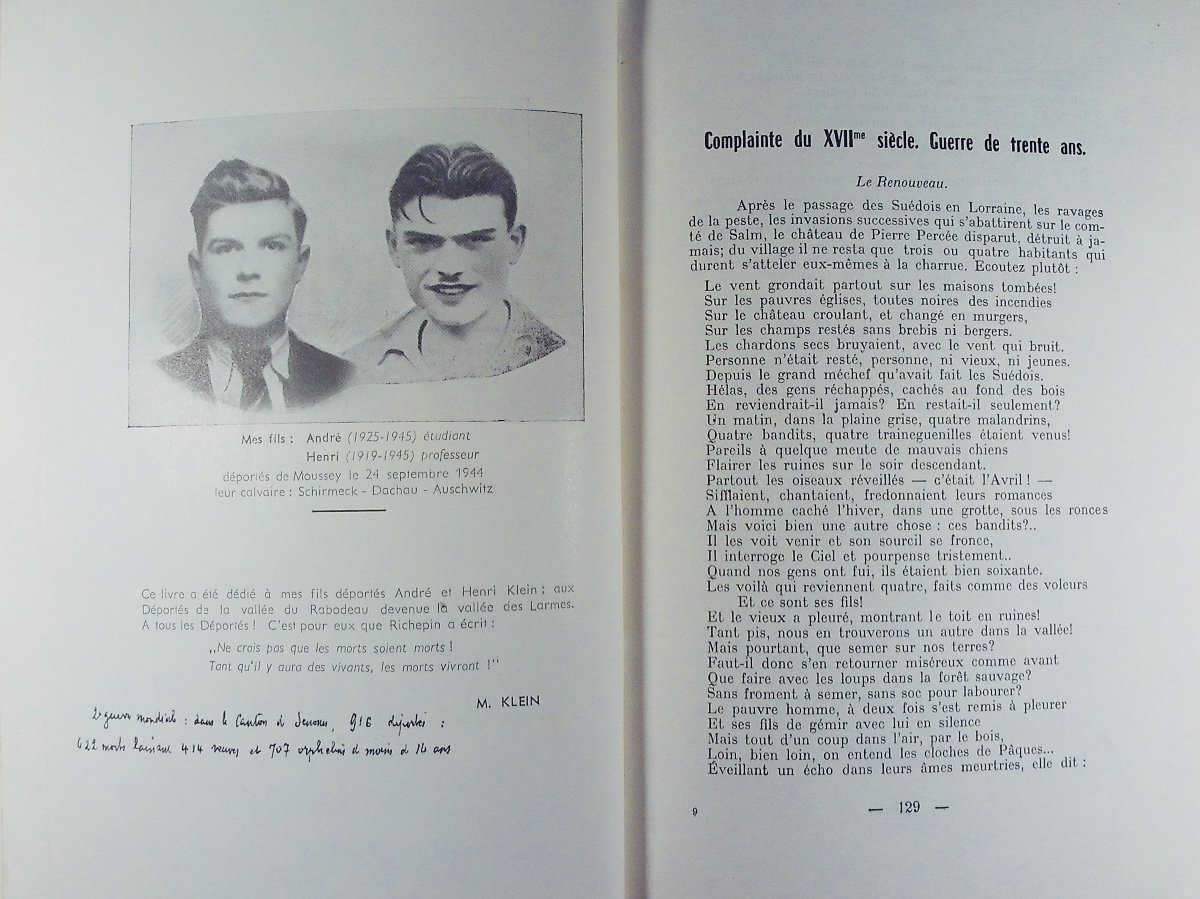 Mes fils : André (1925-1945) étudiant
Henri (1919-1945) professeur
déportés de Moussey le 24 septembre 1944
leur calvaire : Schirmeck - Dachau - Auschwitz
Ce livre a été dédié à mes fils déportés André et Henri Klein ; aux
Déportés de la vallée du Rabodeau devenue la vallée des Larmes.
A tous les Déportés ! C'est pour eux que Richepin a écrit :
„Ne crois pas que les morts soient morts !
Tant qu'il y aura des vivants, les morts vivront !"
M. KLEIN
2e guerre mondiale : dans le Canton de Senones, 916 déportés :
622 morts laissant 414 veuves et 707 orphelins de moins de 14 ans
Complainte du XVIIme siècle. Guerre de trente ans.
Le Renouveau.
Après le passage des Suédois en Lorraine, les ravages
de la peste, les invasions successives qui s'abattirent sur le com-
té de Salm, le château de Pierre Percée disparut, détruit à ja-
mais; du village il ne resta que trois ou quatre habitants qui
durent s'atteler eux-mêmes à la charrue. Ecoutez plutôt :
Le vent grondait partout sur les maisons tombées!
Sur les pauvres églises, toutes noires des incendies
Sur le château croulant, et changé en murgers,
Sur les champs restés sans brebis ni bergers.
Les chardons secs bruyaient, avec le vent qui bruit.
Personne n'était resté, personne, ni vieux, ni jeunes.
Depuis le grand méchef qu'avait fait les Suédois.
Hélas, des gens réchappés, cachés au fond des bois
En reviendrait-il jamais? En restait-il seulement?
Un matin, dans la plaine grise, quatre malandrins,
Quatre bandits, quatre traineguenilles étaient venus!
Pareils à quelque meute de mauvais chiens
Flairer les ruines sur le soir descendant.
Partout les oiseaux réveillés — c'était l'Avril ! —
Sifflaient, chantaient, fredonnaient leurs romances
A l'homme caché l'hiver, dans une grotte, sous les ronces
Mais voici bien une autre chose : ces bandits?..
Il les voit venir et son sourcil se fronce,
Il interroge le Ciel et pourpense tristement..
Quand nos gens ont fui, ils étaient bien soixante.
Les voilà qui reviennent quatre, faits comme des voleurs
Et ce sont ses fils!
Et le vieux a pleuré, montrant le toit en ruines!
Tant pis, nous en trouverons un autre dans la vallée!
Mais pourtant, que semer sur nos terres?
Faut-il donc s'en retourner miséreux comme avant
Que faire avec les loups dans la forêt sauvage?
Sans froment à semer, sans soc pour labourer?
Le pauvre homme, à deux fois s'est remis à pleurer
Et ses fils de gémir avec lui en silence
Mais tout d'un coup dans l'air, par le bois,
Loin, bien loin, on entend les cloches de Pâques...
Éveillant un écho dans leurs âmes meurtries, elle dit :
9
— 129 —